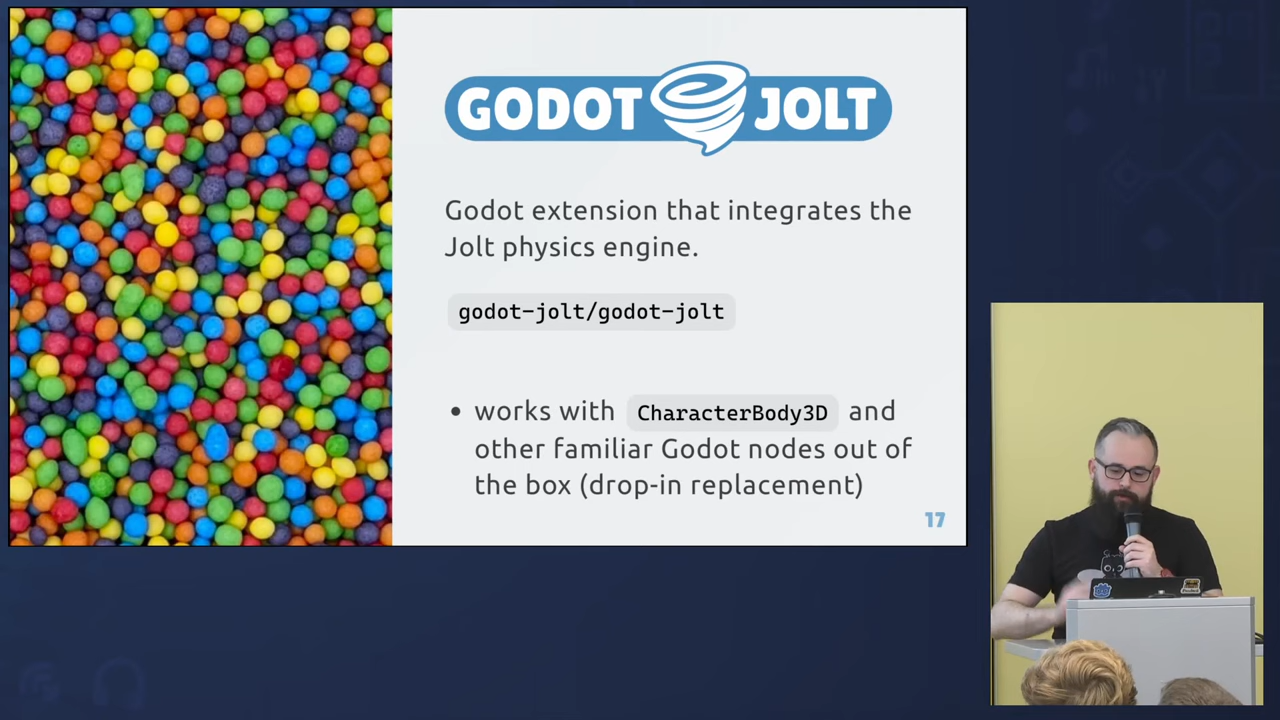 GODOT JOLT
Godot extension that integrates the
Jolt physics engine.
godot-jolt/godot-jolt
• works with CharacterBody3D and
other familiar Godot nodes out of
the box (drop-in replacement)
17